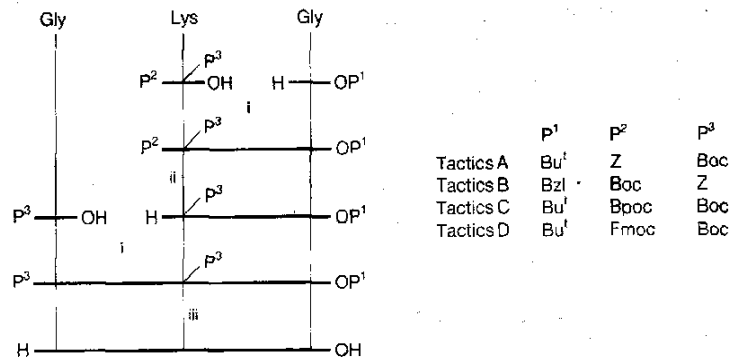 Gly Lys Gly
P³
P² OH H OP¹
i
P³
P² OP¹
ii
P³
P³ OH H OP¹
i
P³
P³ OP¹
iii
H OH
P¹ P² P³
Tactics A Buᵗ Z Boc
Tactics B Bzl Boc Z
Tactics C Buᵗ Bpoc Boc
Tactics D Buᵗ Fmoc Boc